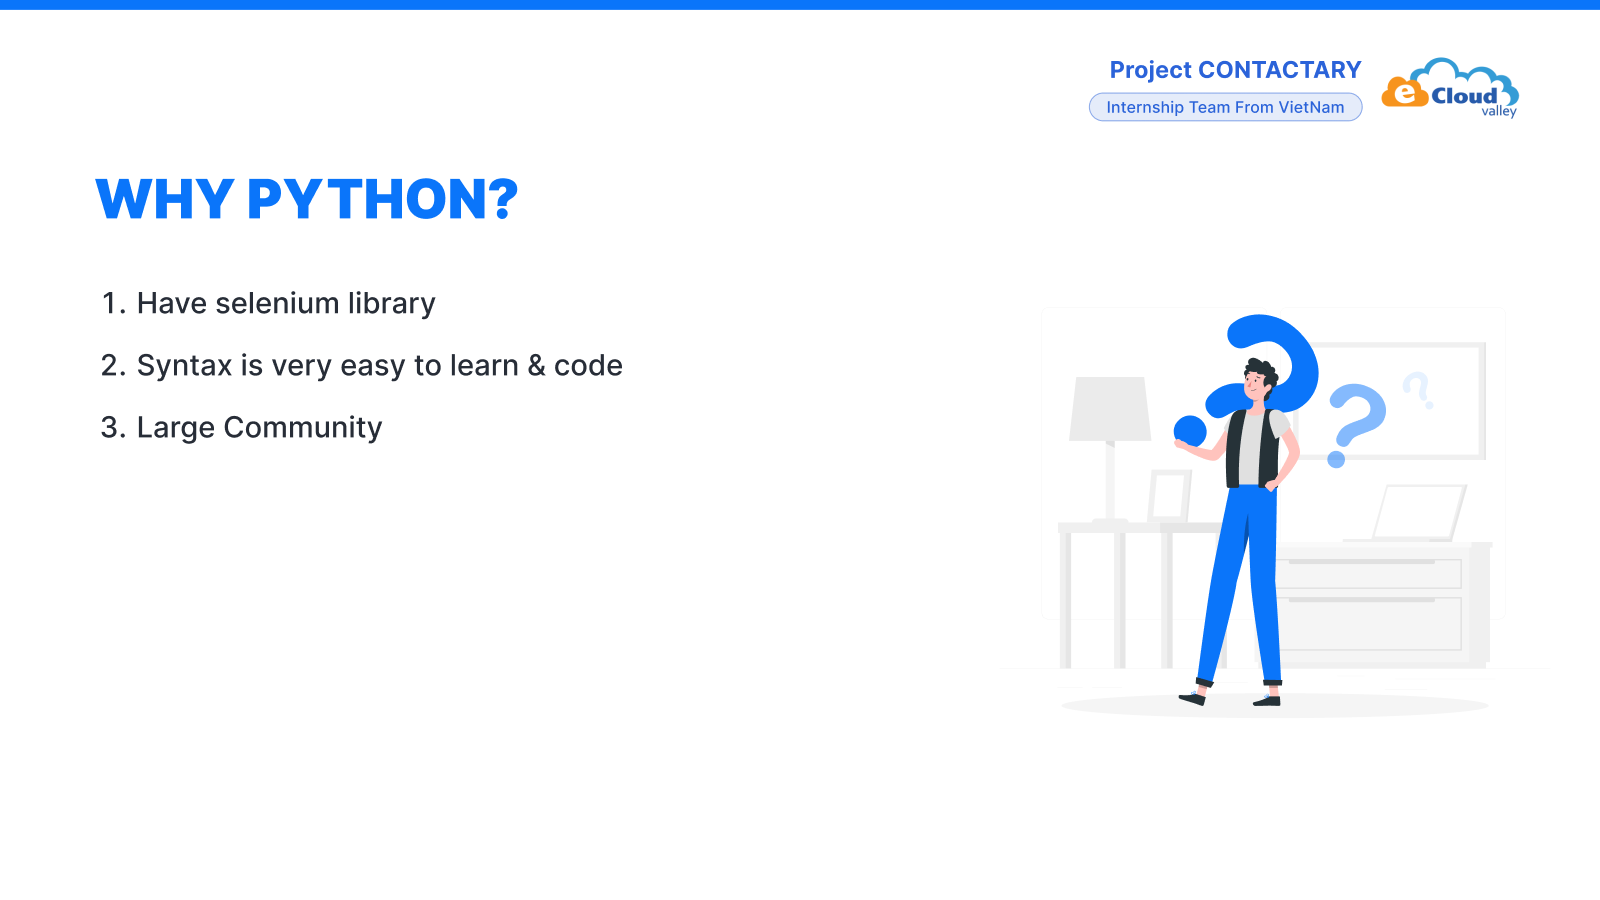 Project CONTACTARY
Internship Team From VietNam
e Cloud
valley
WHY PYTHON?
1. Have selenium library
2. Syntax is very easy to learn & code
3. Large Community